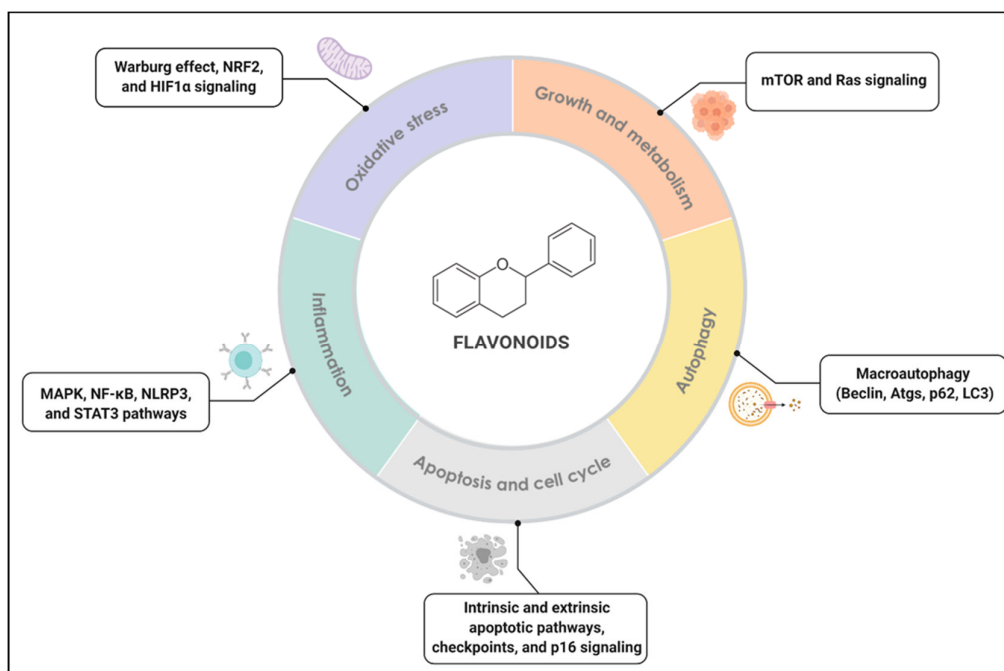 Warburg effect, NRF2,
and HIF1α signaling
mTOR and Ras signaling
Oxidative stress
Growth and metabolism
O
FLAVONOIDS
Inflammation
Autophagy
MAPK, NF-κB, NLRP3,
and STAT3 pathways
Macroautophagy
(Beclin, Atgs, p62, LC3)
Apoptosis and cell cycle
Intrinsic and extrinsic
apoptotic pathways,
checkpoints, and p16 signaling